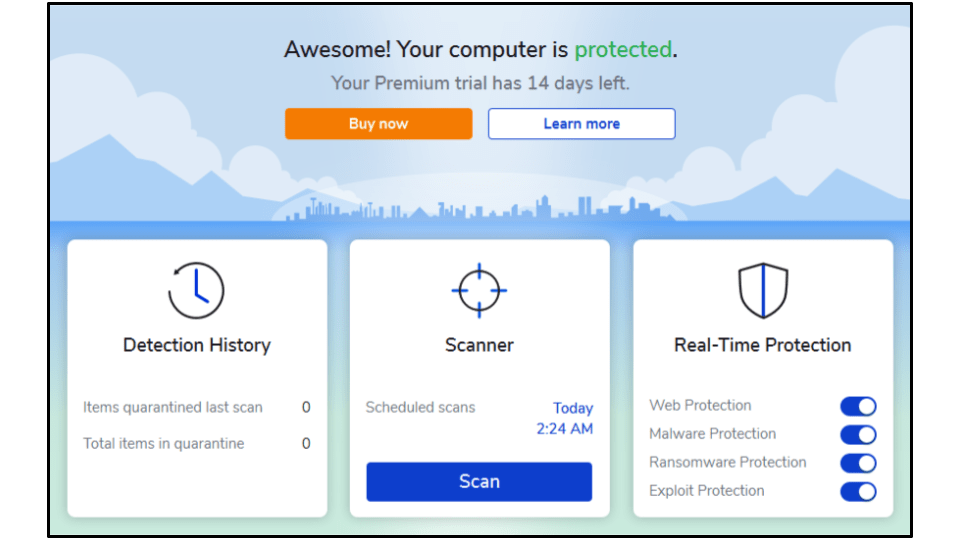 Awesome! Your computer is protected.
Your Premium trial has 14 days left.
Buy now
Learn more
Detection History
Items quarantined last scan 0
Total items in quarantine 0
Scanner
Scheduled scans Today
2:24 AM
Scan
Real-Time Protection
Web Protection
Malware Protection
Ransomware Protection
Exploit Protection